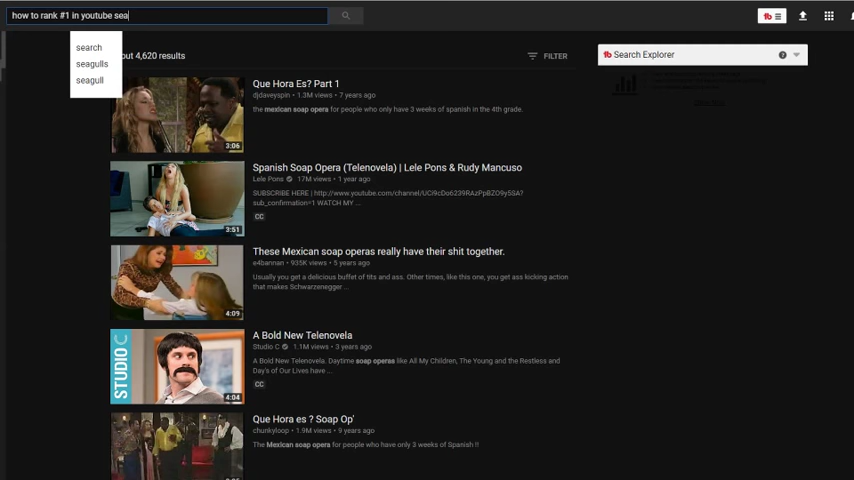 how to rank #1 in youtube sea
search
seagulls
seagull
out 4,620 results
FILTER
Search Explorer
Que Hora Es? Part 1
djdaveyspin • 1.3M views • 7 years ago
the mexican soap opera for people who only have 3 weeks of spanish in the 4th grade.
3:06
Spanish Soap Opera (Telenovela) | Lele Pons & Rudy Mancuso
Lele Pons 17M views • 1 year ago
SUBSCRIBE HERE | http://www.youtube.com/channel/UCi9cDo6239RAzPpBZO9y5SA?
sub_confirmation=1 WATCH MY ...
CC
3:51
These Mexican soap operas really have their shit together.
e4bannan • 935K views • 5 years ago
Usually you get a delicious buffet of tits and ass. Other times, like this one, you get ass kicking action
that makes Schwarzenegger ...
4:09
A Bold New Telenovela
Studio C 1.1M views • 3 years ago
A Bold New Telenovela. Daytime soap operas like All My Children, The Young and the Restless and
Day's of Our Lives have ...
CC
STUDIO C
4:04
Que Hora es ? Soap Op'
chunkyloop • 1.9M views • 9 years ago
The Mexican soap opera for people who have only 3 weeks of Spanish !!